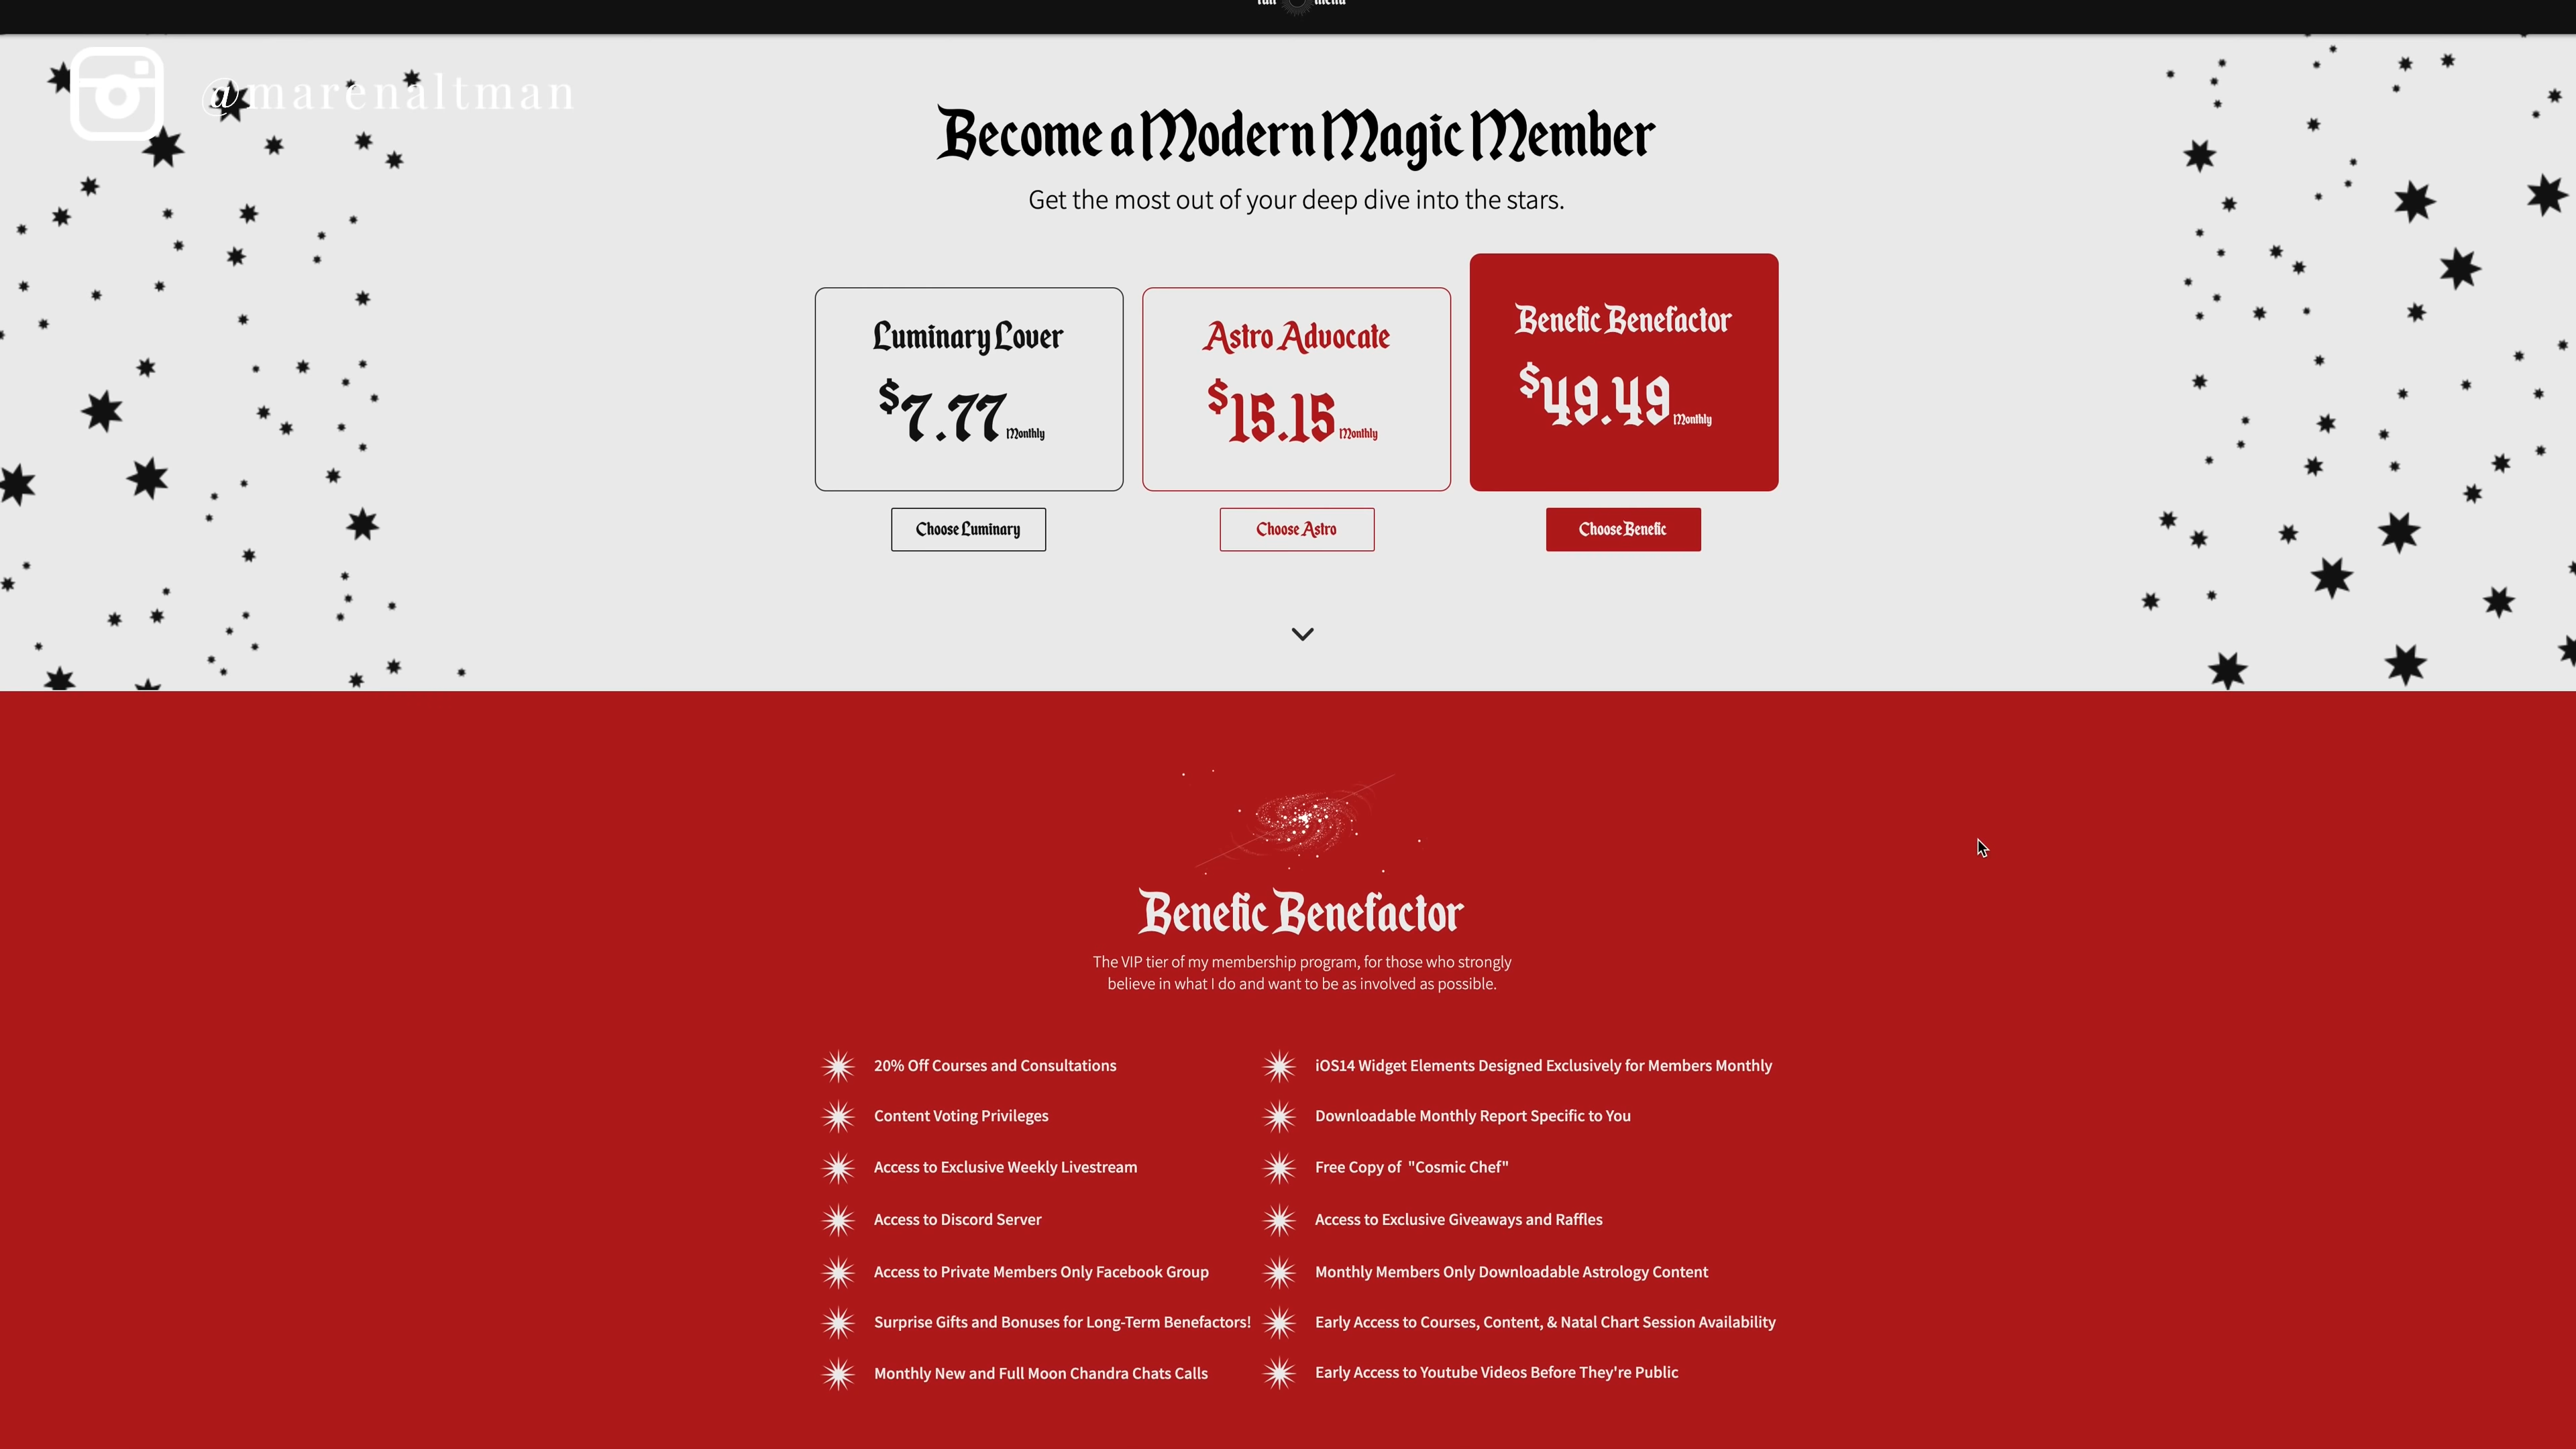 full menu
@marenaltman
Become a Modern Magic Member
Get the most out of your deep dive into the stars.
Luminary Lover
$7.77 Monthly
Choose Luminary
Astro Advocate
$15.15 Monthly
Choose Astro
Benefic Benefactor
$49.49 Monthly
Choose Benefic
Benefic Benefactor
The VIP tier of my membership program, for those who strongly
believe in what I do and want to be as involved as possible.
20% Off Courses and Consultations
Content Voting Privileges
Access to Exclusive Weekly Livestream
Access to Discord Server
Access to Private Members Only Facebook Group
Surprise Gifts and Bonuses for Long-Term Benefactors!
Monthly New and Full Moon Chandra Chats Calls
iOS14 Widget Elements Designed Exclusively for Members Monthly
Downloadable Monthly Report Specific to You
Free Copy of "Cosmic Chef"
Access to Exclusive Giveaways and Raffles
Monthly Members Only Downloadable Astrology Content
Early Access to Courses, Content, & Natal Chart Session Availability
Early Access to Youtube Videos Before They're Public